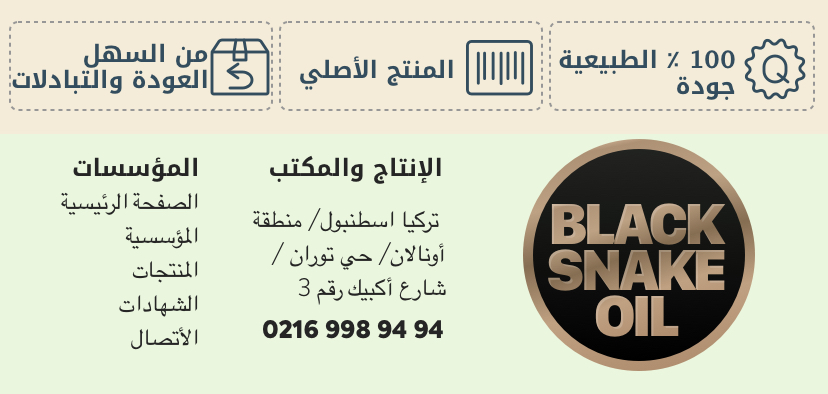 100 ٪ الطبيعية
جودة
المنتج الأصلي
من السهل
العودة والتبادلات
BLACK
SNAKE
OIL
الإنتاج والمكتب
تركيا اسطنبول/ منطقة
أونالان/ حي توران /
شارع أكبيك رقم 3
0216 998 94 94
المؤسسات
الصفحة الرئيسية
المؤسسية
المنتجات
الشهادات
الأتصال